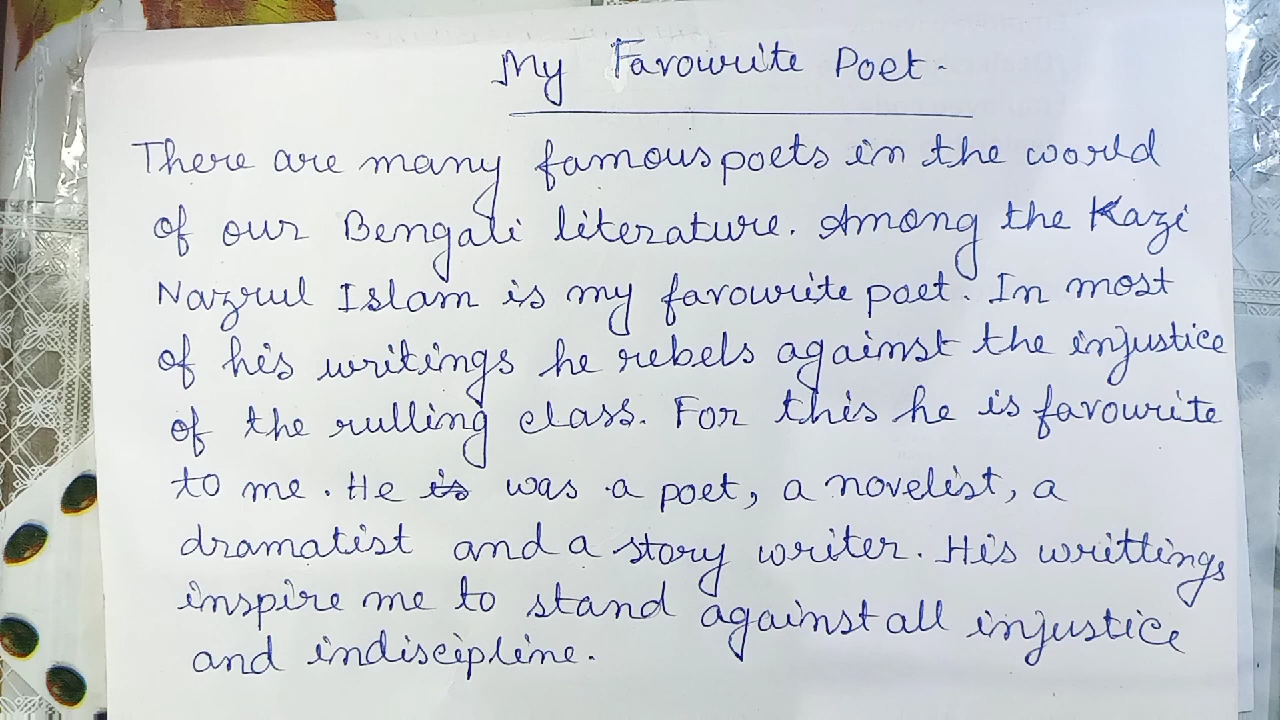 My Favowrite Poet.
There are many famous poets in the world
of our Bengali literature. Among the Kazi
Nazrul Islam is my favowrite poet. In most
of his writings he rebels against the injustice
of the rulling class. For this he is favourite
to me. He is was a poet, a novelist, a
dramatist and a story writer. His writtings
inspire me to stand against all injustice
and indiscipline.